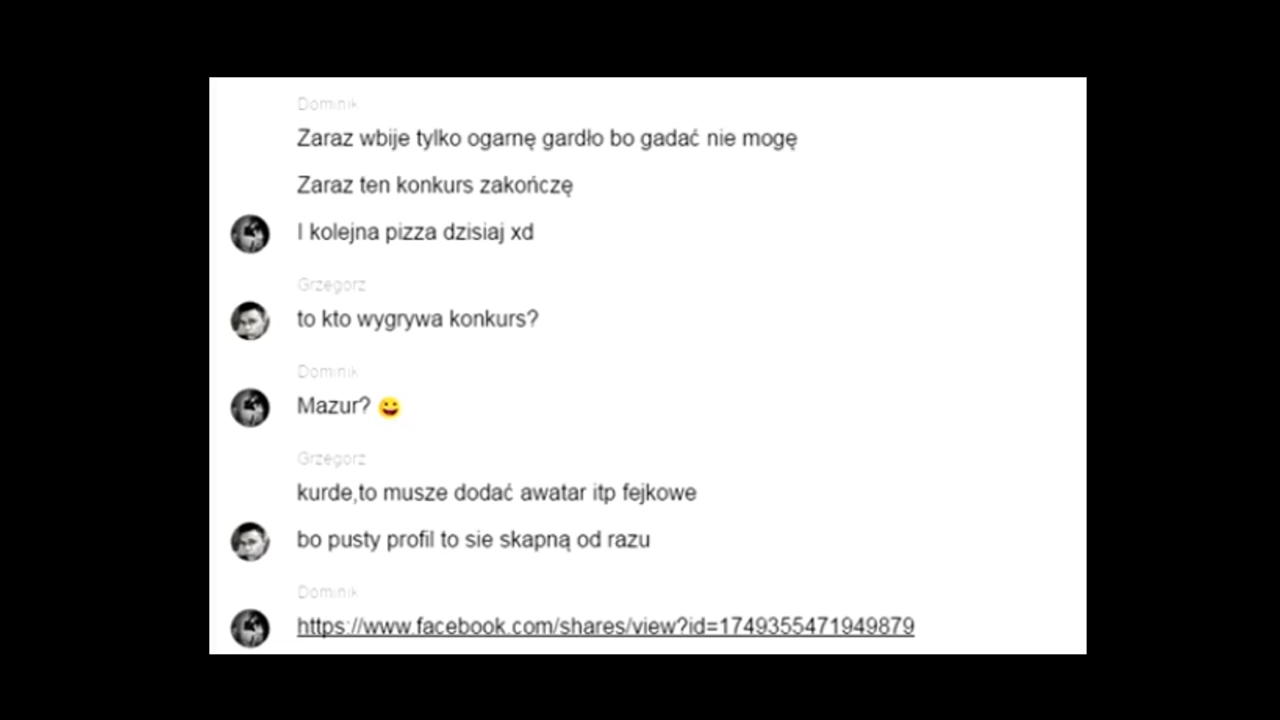 Dominik
Zaraz wbije tylko ogarnę gardło bo gadać nie mogę
Zaraz ten konkurs zakończę
I kolejna pizza dzisiaj xd
Grzegorz
to kto wygrywa konkurs?
Dominik
Mazur? 😀
Grzegorz
kurde,to musze dodać awatar itp fejkowe
bo pusty profil to sie skapną od razu
Dominik
https://www.facebook.com/shares/view?id=1749355471949879